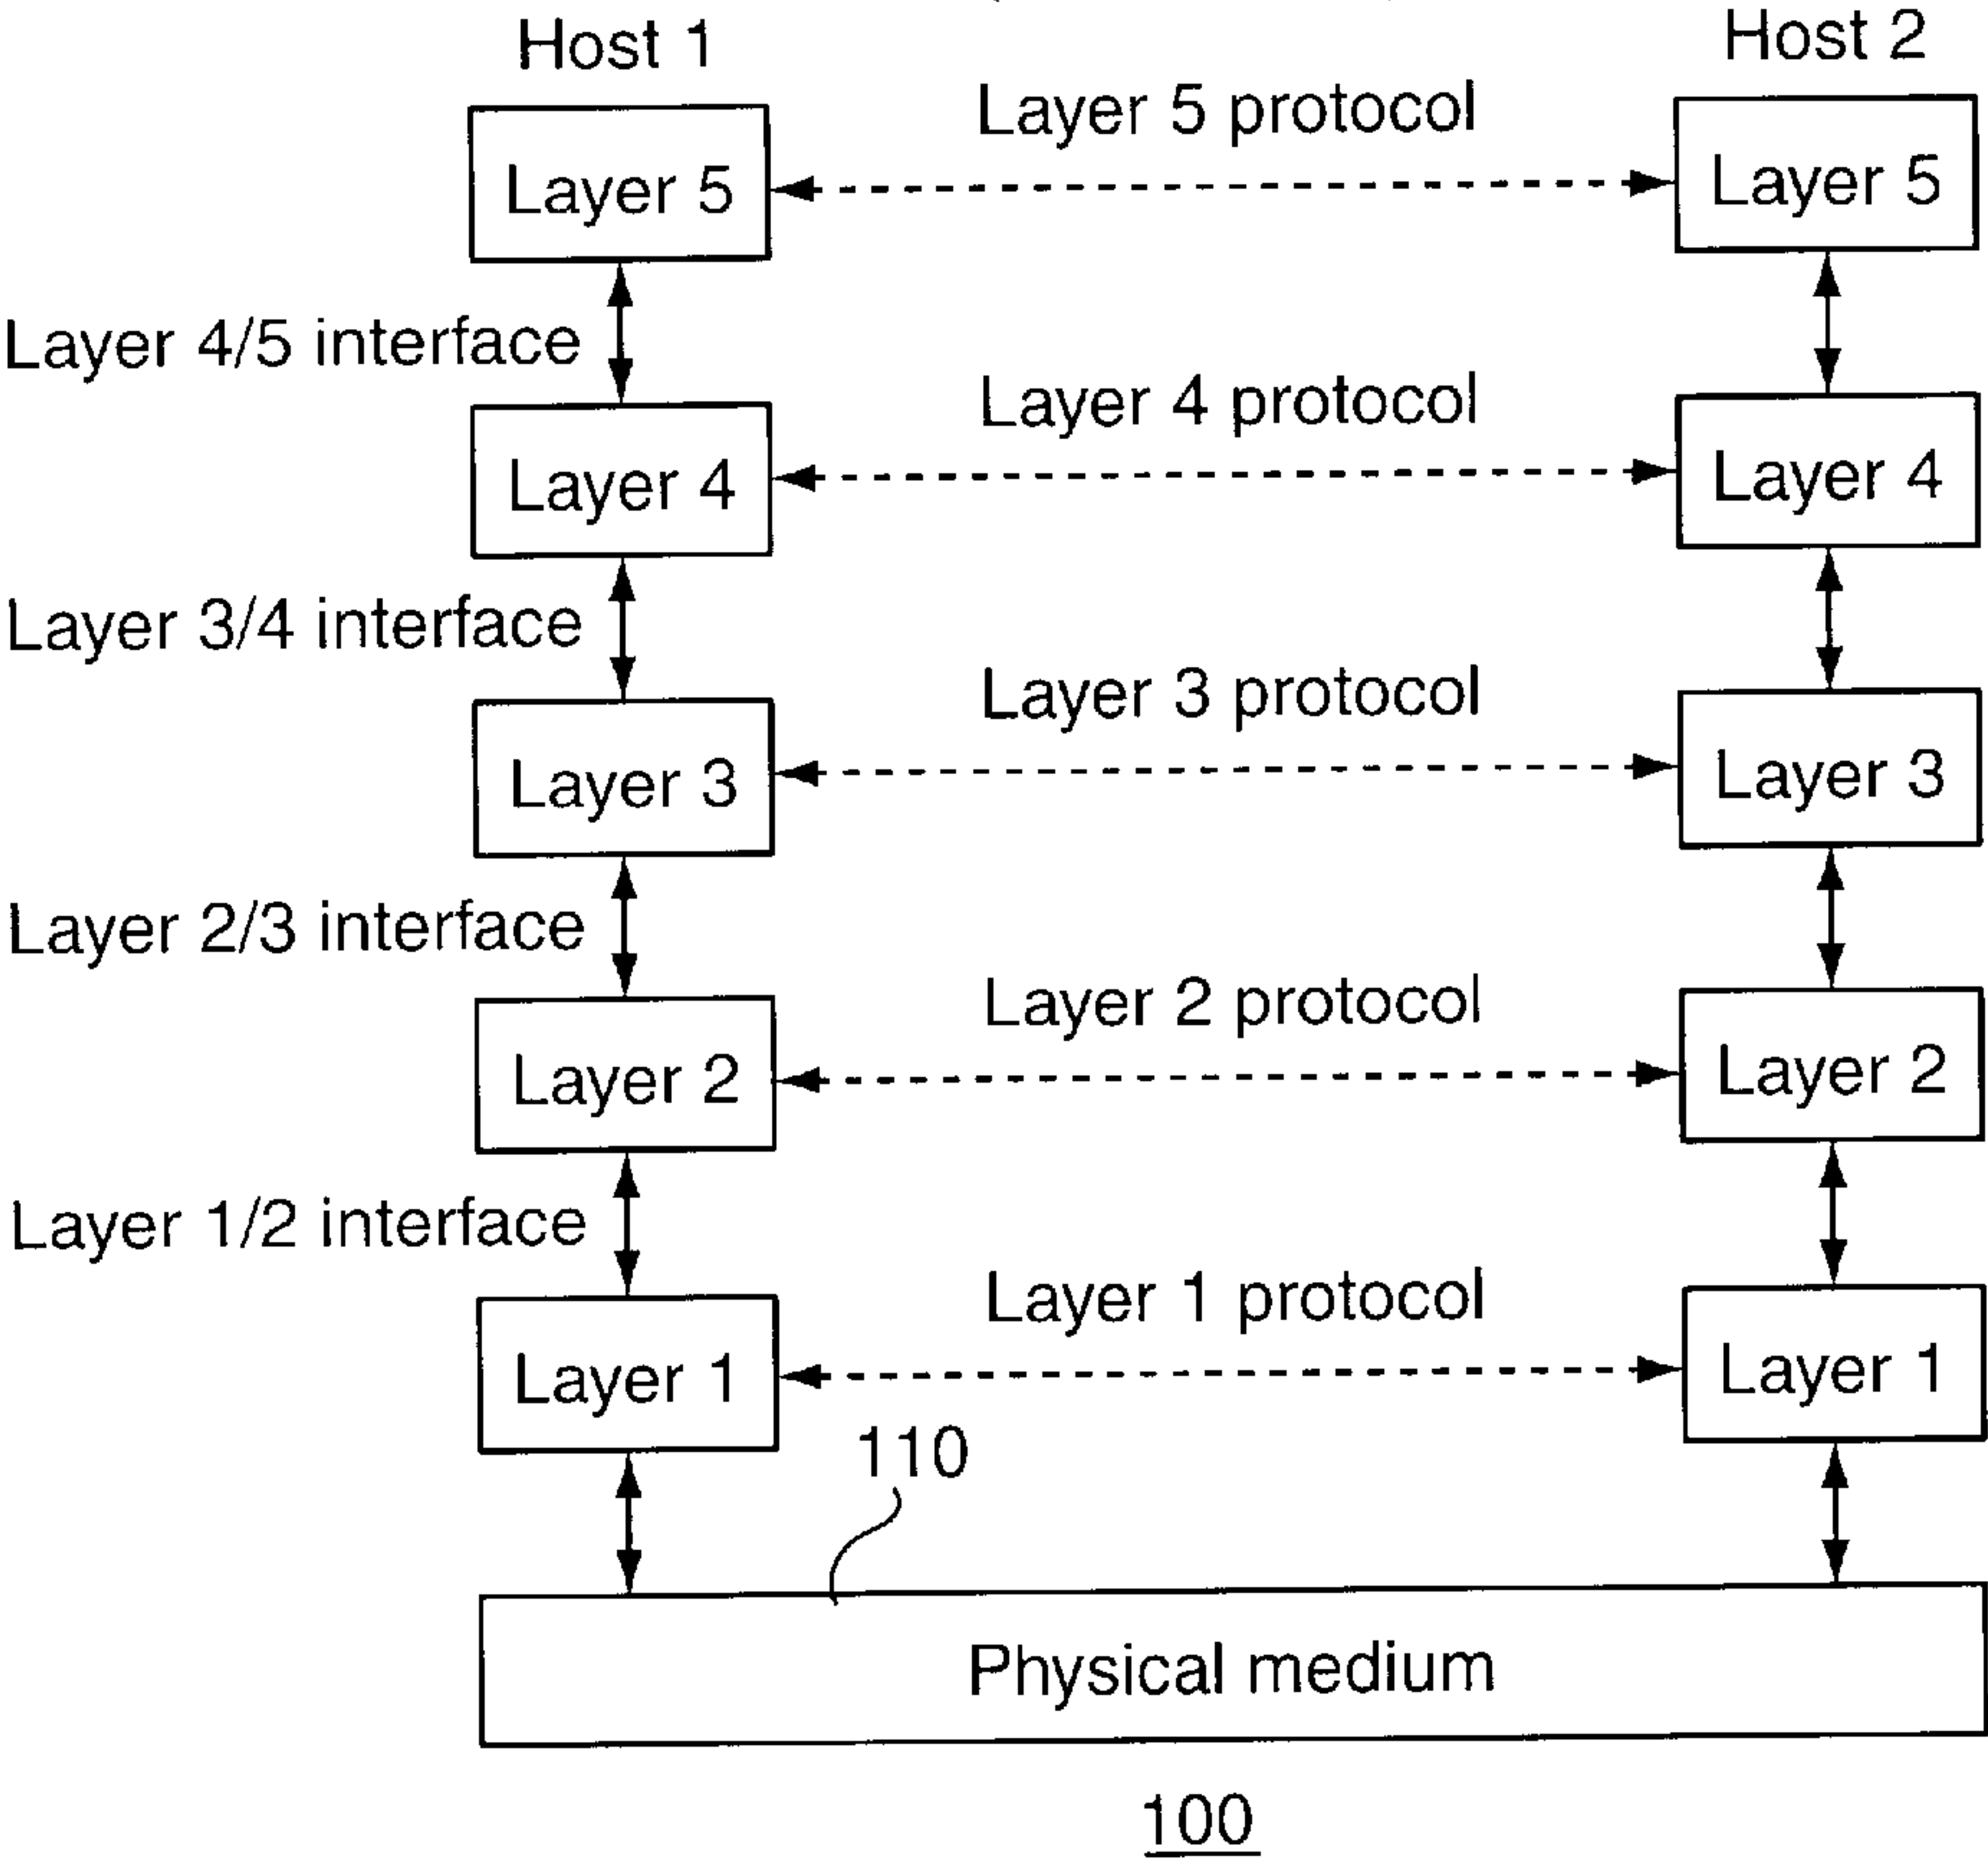 Host 1
Host 2
Layer 5 protocol
Layer 5
Layer 5
Layer 4/5 interface
Layer 4 protocol
Layer 4
Layer 4
Layer 3/4 interface
Layer 3 protocol
Layer 3
Layer 3
Layer 2/3 interface
Layer 2 protocol
Layer 2
Layer 2
Layer 1/2 interface
Layer 1 protocol
Layer 1
Layer 1
110
Physical medium
100